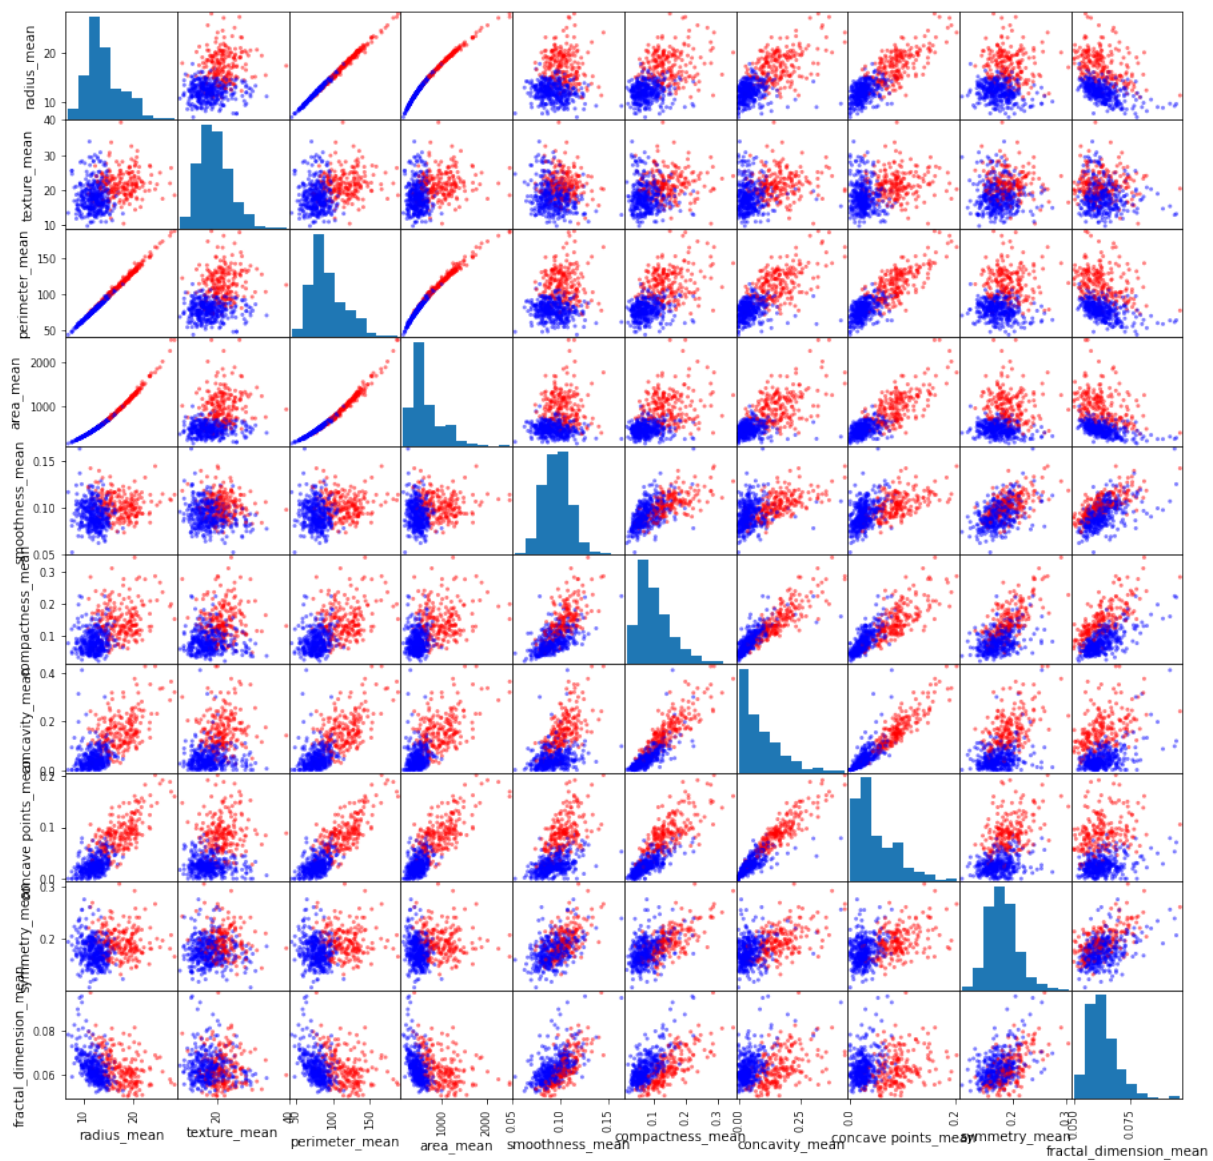 radius_mean
20
10
texture_mean
40
30
20
10
perimeter_mean
150
100
50
area_mean
2000
1000
smoothness_mean
0.15
0.10
0.05
compactness_mean
0.3
0.2
0.1
concavity_mean
0.4
0.2
0.0
concave points_mean
0.2
0.1
0.0
symmetry_mean
0.3
0.2
fractal_dimension_mean
0.08
0.06
10 20 20 40 50 100 150 1000 2000 0.05 0.10 0.15 0.1 0.2 0.3 0.00 0.25 0.0 0.2 0.2 0.3 0.050 0.075
radius_mean texture_mean perimeter_mean area_mean smoothness_mean compactness_mean concavity_mean concave points_mean symmetry_mean fractal_dimension_mean